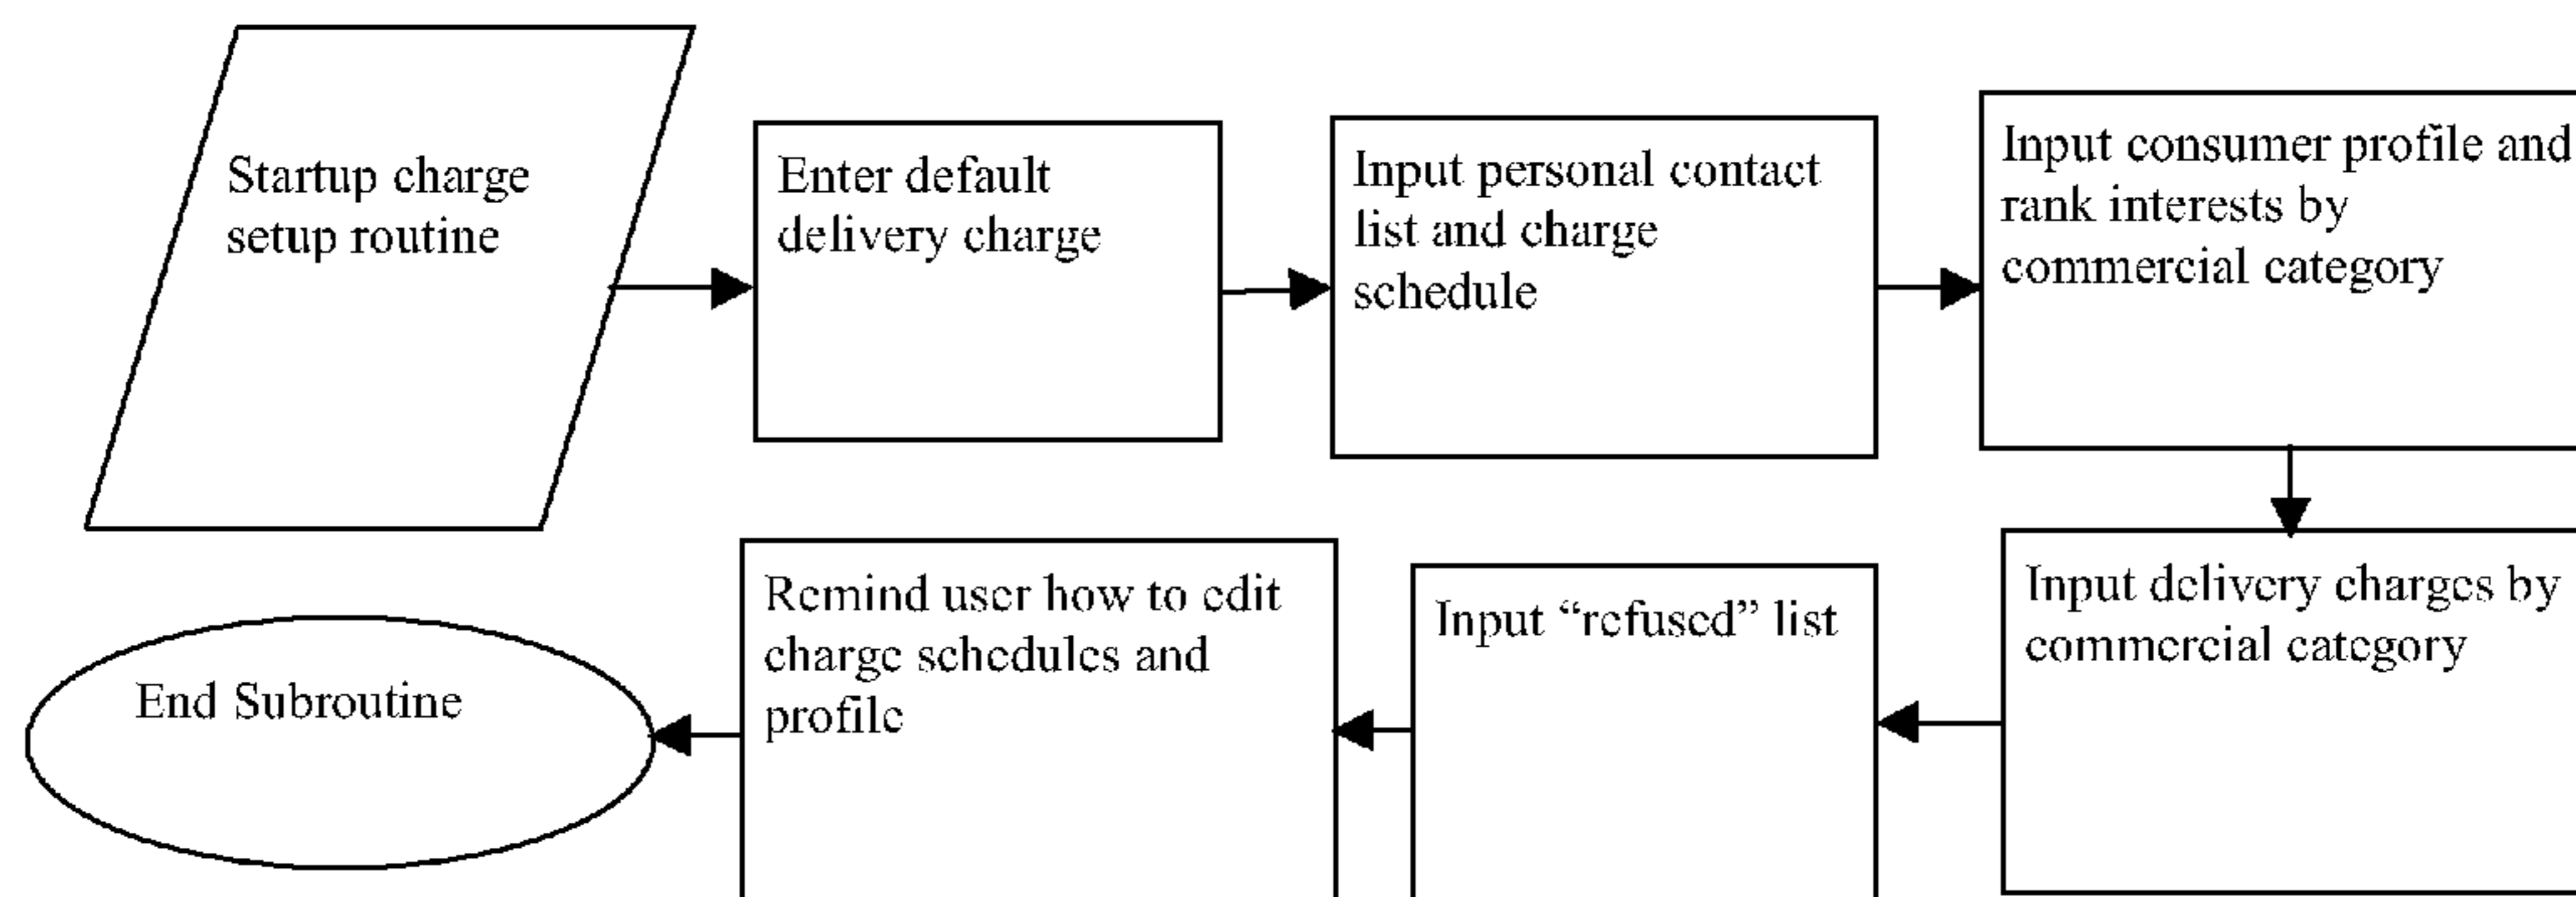 Startup charge
setup routine
Enter default
delivery charge
Input personal contact
list and charge
schedule
Input consumer profile and
rank interests by
commercial category
Input delivery charges by
commercial category
Input “refused” list
Remind user how to edit
charge schedules and
profile
End Subroutine